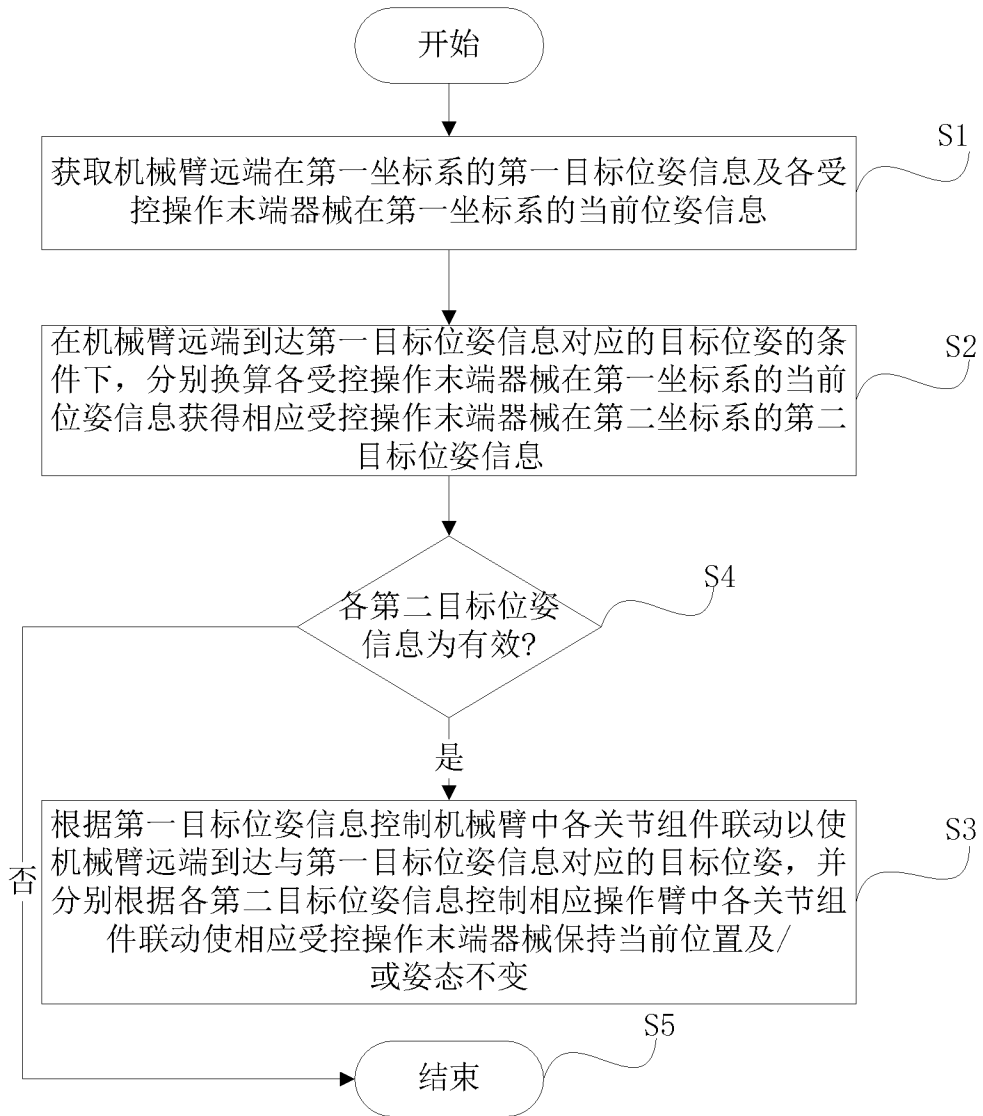 开始
S1
获取机械臂远端在第一坐标系的第一目标位姿信息及各受
控操作末端器械在第一坐标系的当前位姿信息
S2
在机械臂远端到达第一目标位姿信息对应的目标位姿的条
件下，分别换算各受控操作末端器械在第一坐标系的当前
位姿信息获得相应受控操作末端器械在第二坐标系的第二
目标位姿信息
S4
各第二目标位姿
信息为有效?
是
S3
根据第一目标位姿信息控制机械臂中各关节组件联动以使
机械臂远端到达与第一目标位姿信息对应的目标位姿，并
分别根据各第二目标位姿信息控制相应操作臂中各关节组
件联动使相应受控操作末端器械保持当前位置及/
或姿态不变
否
S5
结束